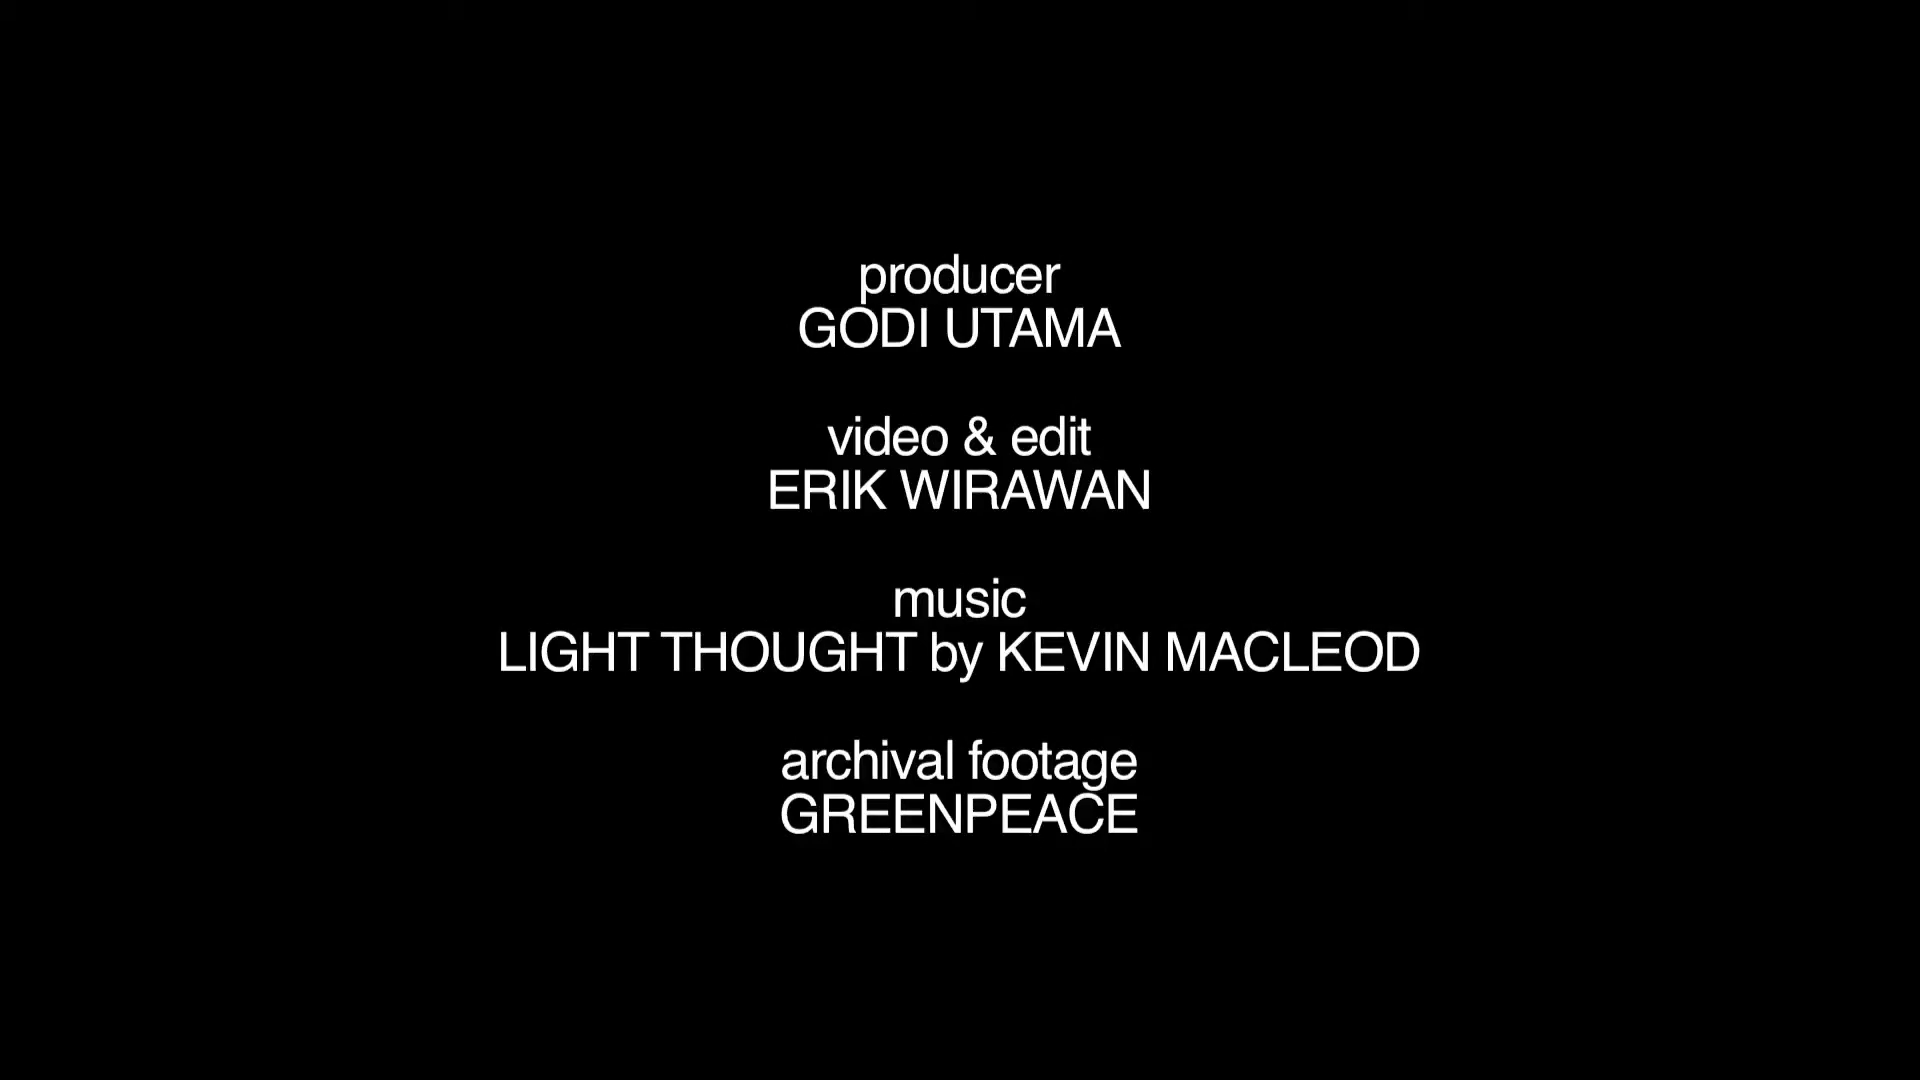 producer
GODI UTAMA
video & edit
ERIK WIRAWAN
music
LIGHT THOUGHT by KEVIN MACLEOD
archival footage
GREENPEACE